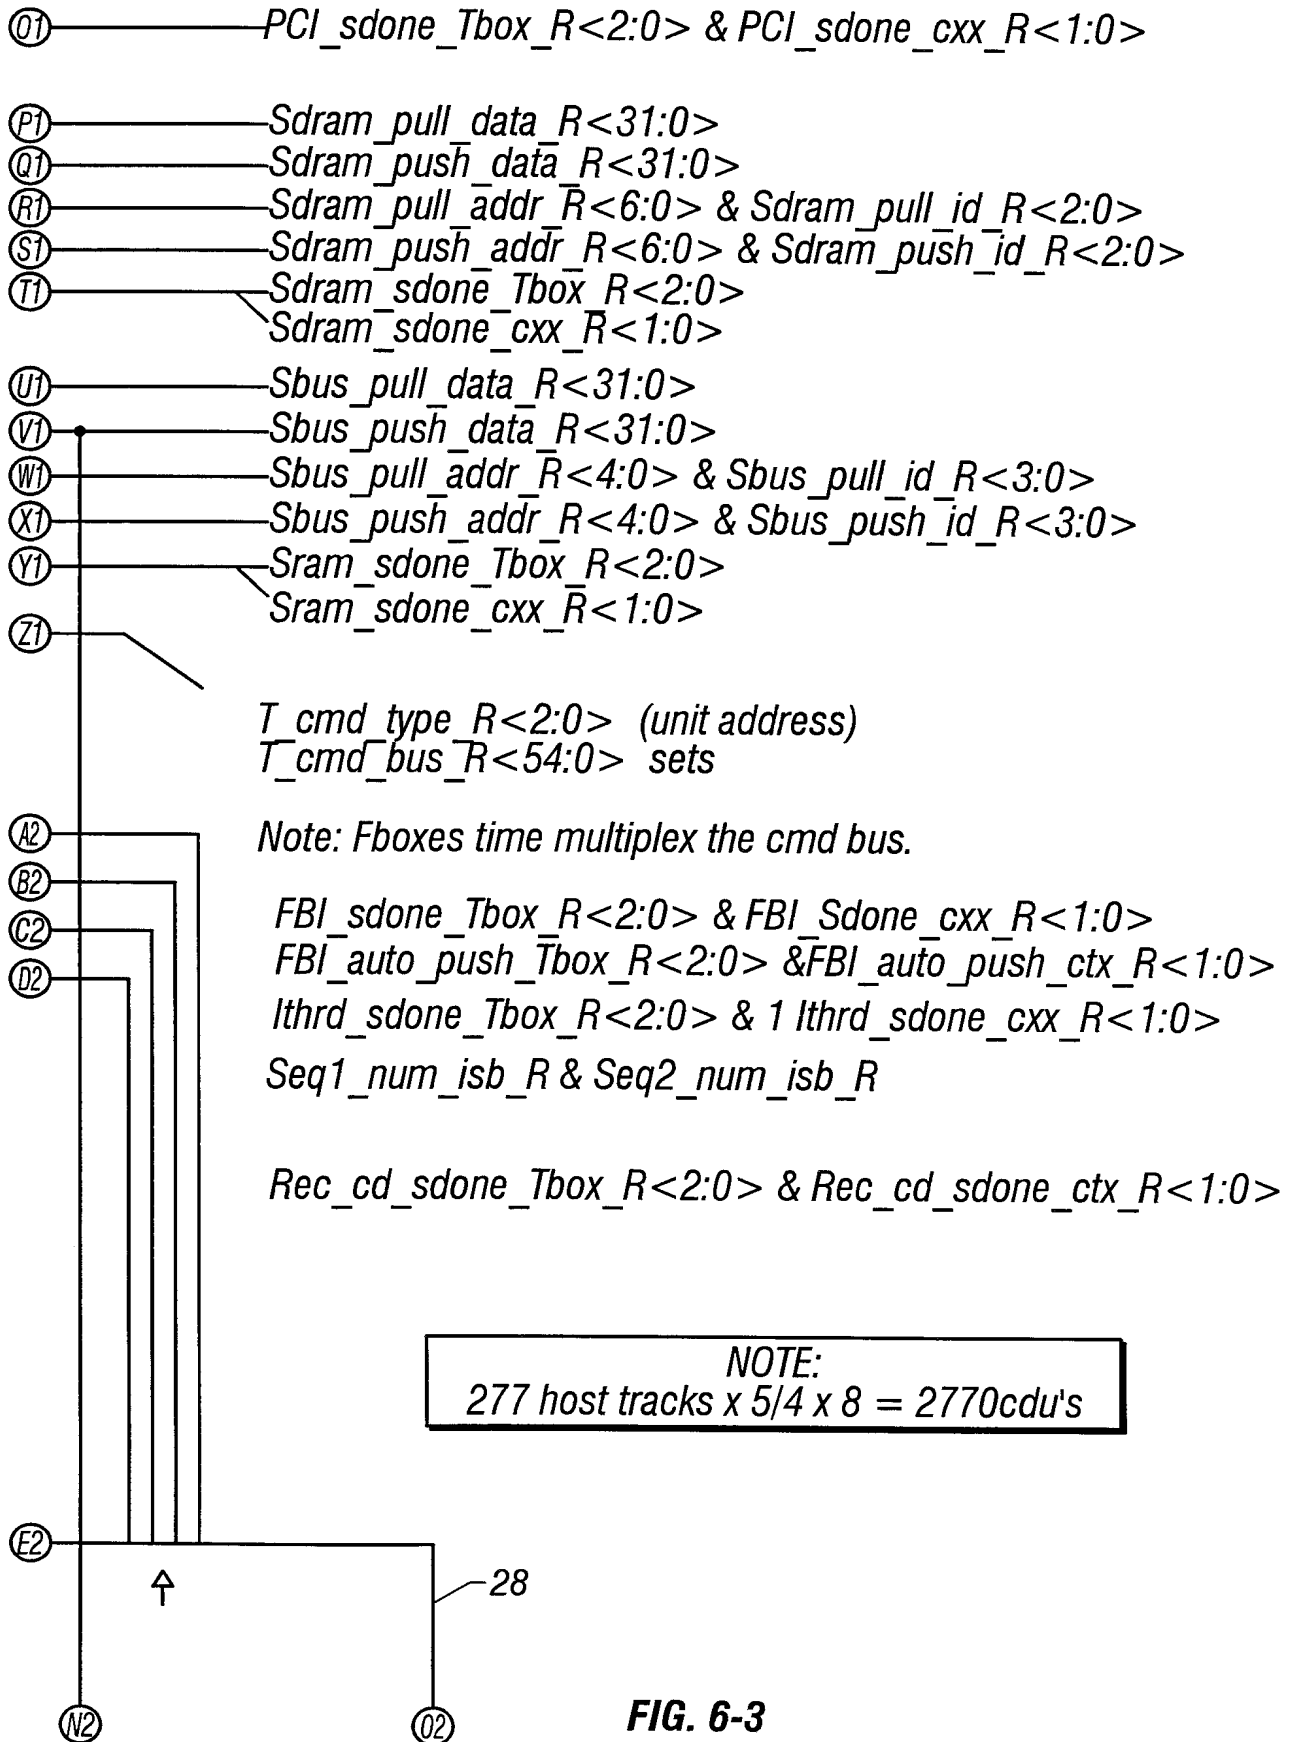 O1 PCI_sdone_Tbox_R<2:0> & PCI_sdone_cxx_R<1:0>
P1 Sdram_pull_data_R<31:0>
Q1 Sdram_push_data_R<31:0>
R1 Sdram_pull_addr_R<6:0> & Sdram_pull_id_R<2:0>
S1 Sdram_push_addr_R<6:0> & Sdram_push_id_R<2:0>
T1 Sdram_sdone_Tbox_R<2:0>
Sdram_sdone_cxx_R<1:0>
U1 Sbus_pull_data_R<31:0>
V1 Sbus_push_data_R<31:0>
W1 Sbus_pull_addr_R<4:0> & Sbus_pull_id_R<3:0>
X1 Sbus_push_addr_R<4:0> & Sbus_push_id_R<3:0>
Y1 Sram_sdone_Tbox_R<2:0>
Sram_sdone_cxx_R<1:0>
Z1
T_cmd_type_R<2:0> (unit address)
T_cmd_bus_R<54:0> sets
A2 Note: Fboxes time multiplex the cmd bus.
B2
FBI_sdone_Tbox_R<2:0> & FBI_Sdone_cxx_R<1:0>
C2
FBI_auto_push_Tbox_R<2:0> &FBI_auto_push_ctx_R<1:0>
D2
Ithrd_sdone_Tbox_R<2:0> & 1 Ithrd_sdone_cxx_R<1:0>
Seq1_num_isb_R & Seq2_num_isb_R
Rec_cd_sdone_Tbox_R<2:0> & Rec_cd_sdone_ctx_R<1:0>
NOTE:
277 host tracks x 5/4 x 8 = 2770cdu's
E2
28
N2 O2
FIG. 6-3